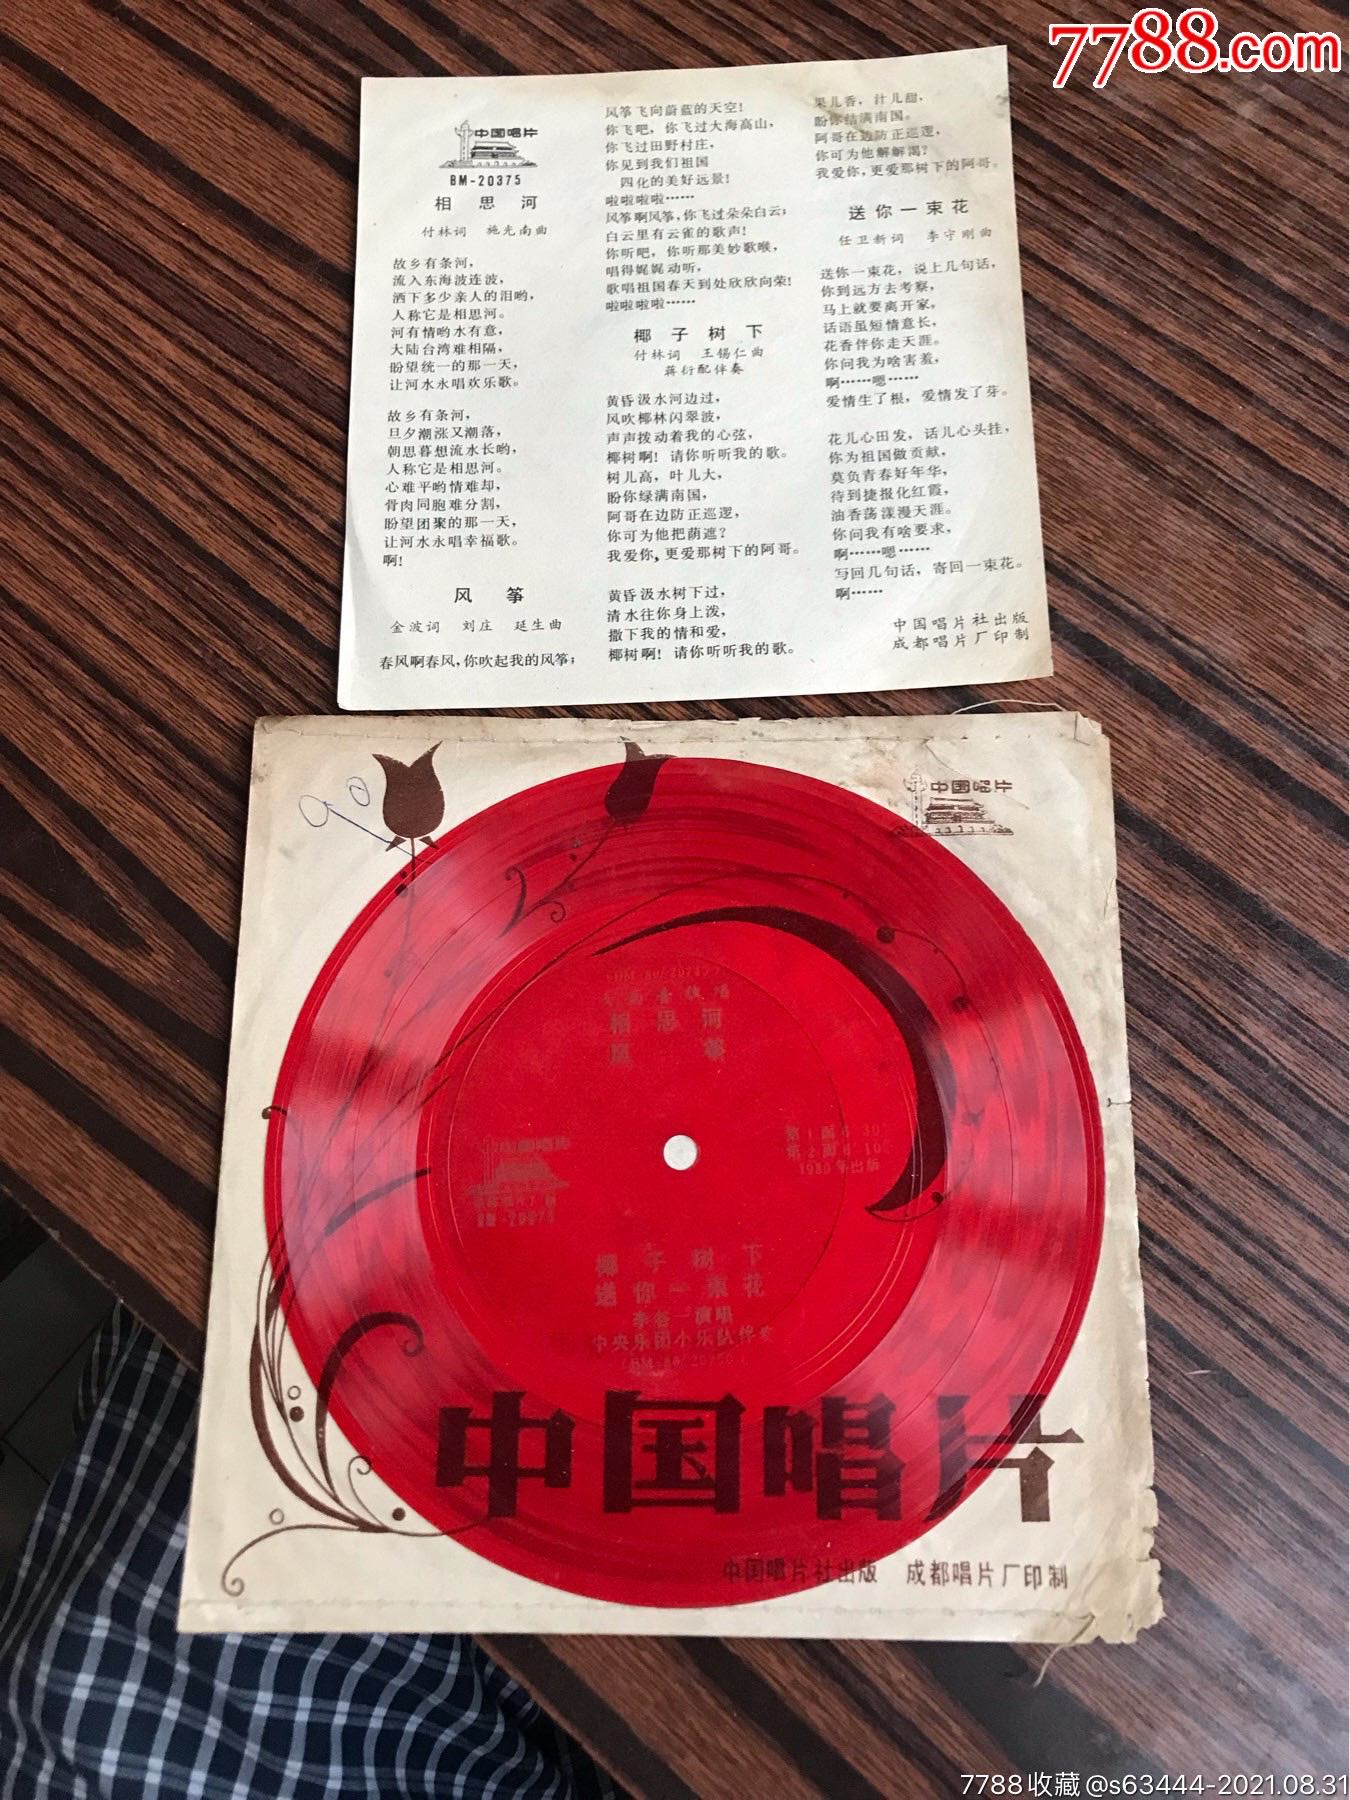 7788.com
中国唱片
BM-20375
相思河
付林词 施光南曲
故乡有条河，
流入东海波连波，
洒下多少亲人的泪哟，
人称它是相思河。
河有情哟水有意，
大陆台湾难相隔，
盼望统一的那一天，
让河水永唱欢乐歌。
故乡有条河，
旦夕潮涨又潮落，
朝思暮想流水长哟，
人称它是相思河。
心难平哟情难却，
骨肉同胞难分割，
盼望团聚的那一天，
让河水永唱幸福歌。
啊！
风筝
金波词 刘庄 延生曲
春风啊春风，你吹起我的风筝；
风筝飞向蔚蓝的天空！
你飞吧，你飞过大海高山，
你飞过田野村庄，
你见到我们祖国
四化的美好远景！
啦啦啦啦……
风筝啊风筝，你飞过朵朵白云；
白云里有云雀的歌声！
你听吧，你听那美妙歌喉，
唱得娓娓动听，
歌唱祖国春天到处欣欣向荣！
啦啦啦啦……
椰子树下
付林词 王锡仁曲
蒋衍配伴奏
黄昏汲水河边过，
风吹椰林闪翠波，
声声拨动着我的心弦，
椰树啊！请你听听我的歌。
树儿高，叶儿大，
盼你绿满南国，
阿哥在边防正巡逻，
你可为他把荫遮？
我爱你，更爱那树下的阿哥。
黄昏汲水树下过，
清水往你身上泼，
撒下我的情和爱，
椰树啊！请你听听我的歌。
果儿香，汁儿甜，
盼你结满南国。
阿哥在边防正巡逻，
你可为他解解渴？
我爱你，更爱那树下的阿哥。
送你一束花
任卫新词 李守刚曲
送你一束花，说上几句话，
你到远方去考察，
马上就要离开家，
话语虽短情意长，
花香伴你走天涯。
你问我为啥害羞，
啊……嗯……
爱情生了根，爱情发了芽。
花儿心田发，话儿心头挂，
你为祖国做贡献，
莫负青春好年华，
待到捷报化红霞，
油香荡漾漫天涯。
你问我有啥要求，
啊……嗯……
写回几句话，寄回一束花。
啊……
中国唱片社出版
成都唱片厂印制
90
中国唱片
相思河
风筝
中国唱片
1980年出版
椰子树下
送你一束花
李谷一演唱
中央乐团小乐队伴奏
中国唱片
中国唱片社出版 成都唱片厂印制
7788收藏@s63444-2021.08.31